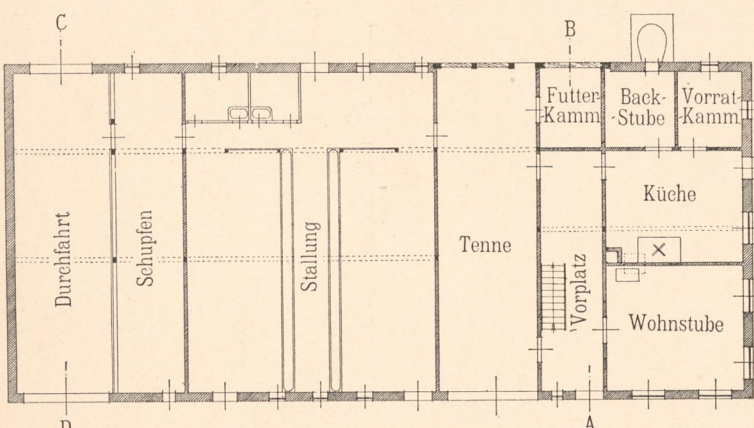 C
B
Futter-
Kamm.
Back-
Stube
Vorrat-
Kamm.
Küche
Durchfahrt
Schupfen
Stallung
Tenne
Vorplatz
Wohnstube
D
A